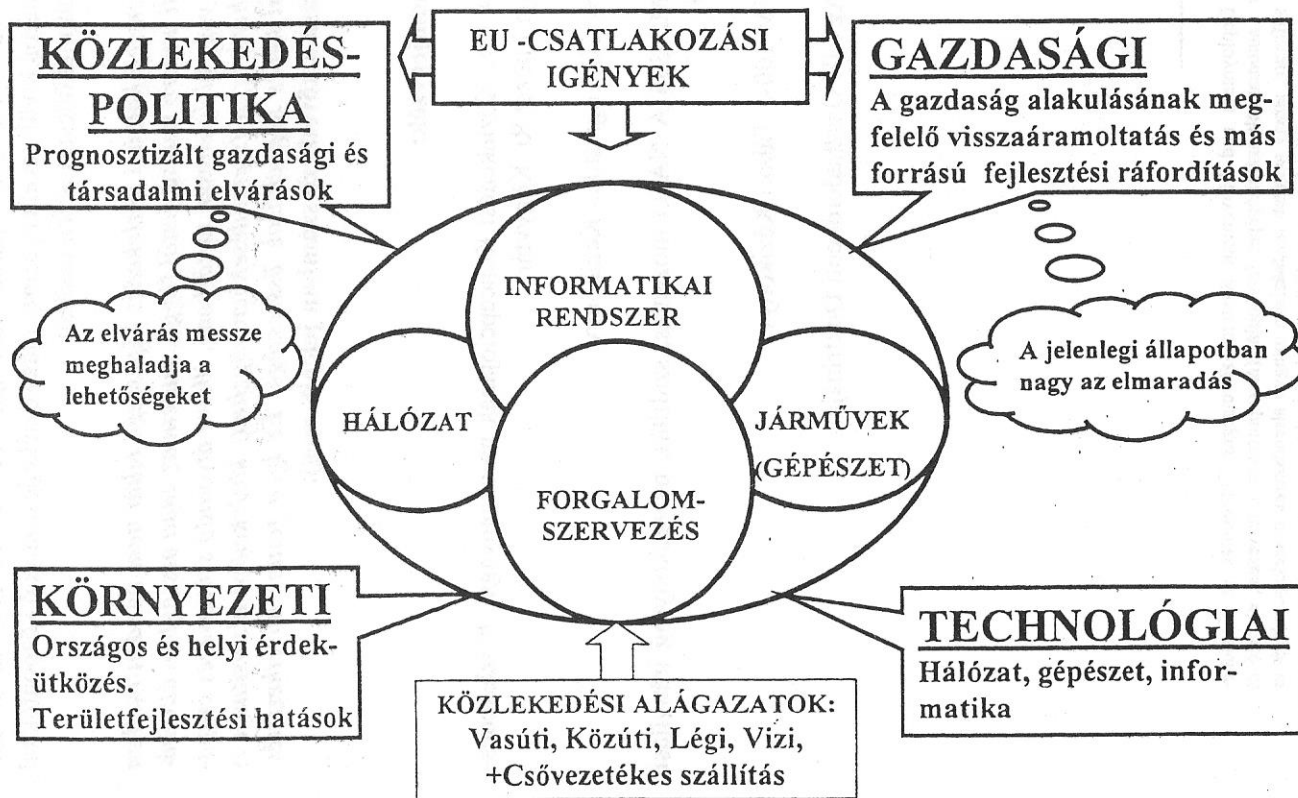 KÖZLEKEDÉS-
POLITIKA
Prognosztizált gazdasági és
társadalmi elvárások
EU -CSATLAKOZÁSI
IGÉNYEK
GAZDASÁGI
A gazdaság alakulásának meg-
felelő visszaáramoltatás és más
forrású fejlesztési ráfordítások
Az elvárás messze
meghaladja a
lehetőségeket
INFORMATIKAI
RENDSZER
A jelenlegi állapotban
nagy az elmaradás
HÁLÓZAT
JÁRMŰVEK
(GÉPÉSZET)
FORGALOM-
SZERVEZÉS
KÖRNYEZETI
Országos és helyi érdek-
ütközés.
Területfejlesztési hatások
KÖZLEKEDÉSI ALÁGAZATOK:
Vasúti, Közúti, Légi, Vizi,
+Csővezetékes szállítás
TECHNOLÓGIAI
Hálózat, gépészet, infor-
matika